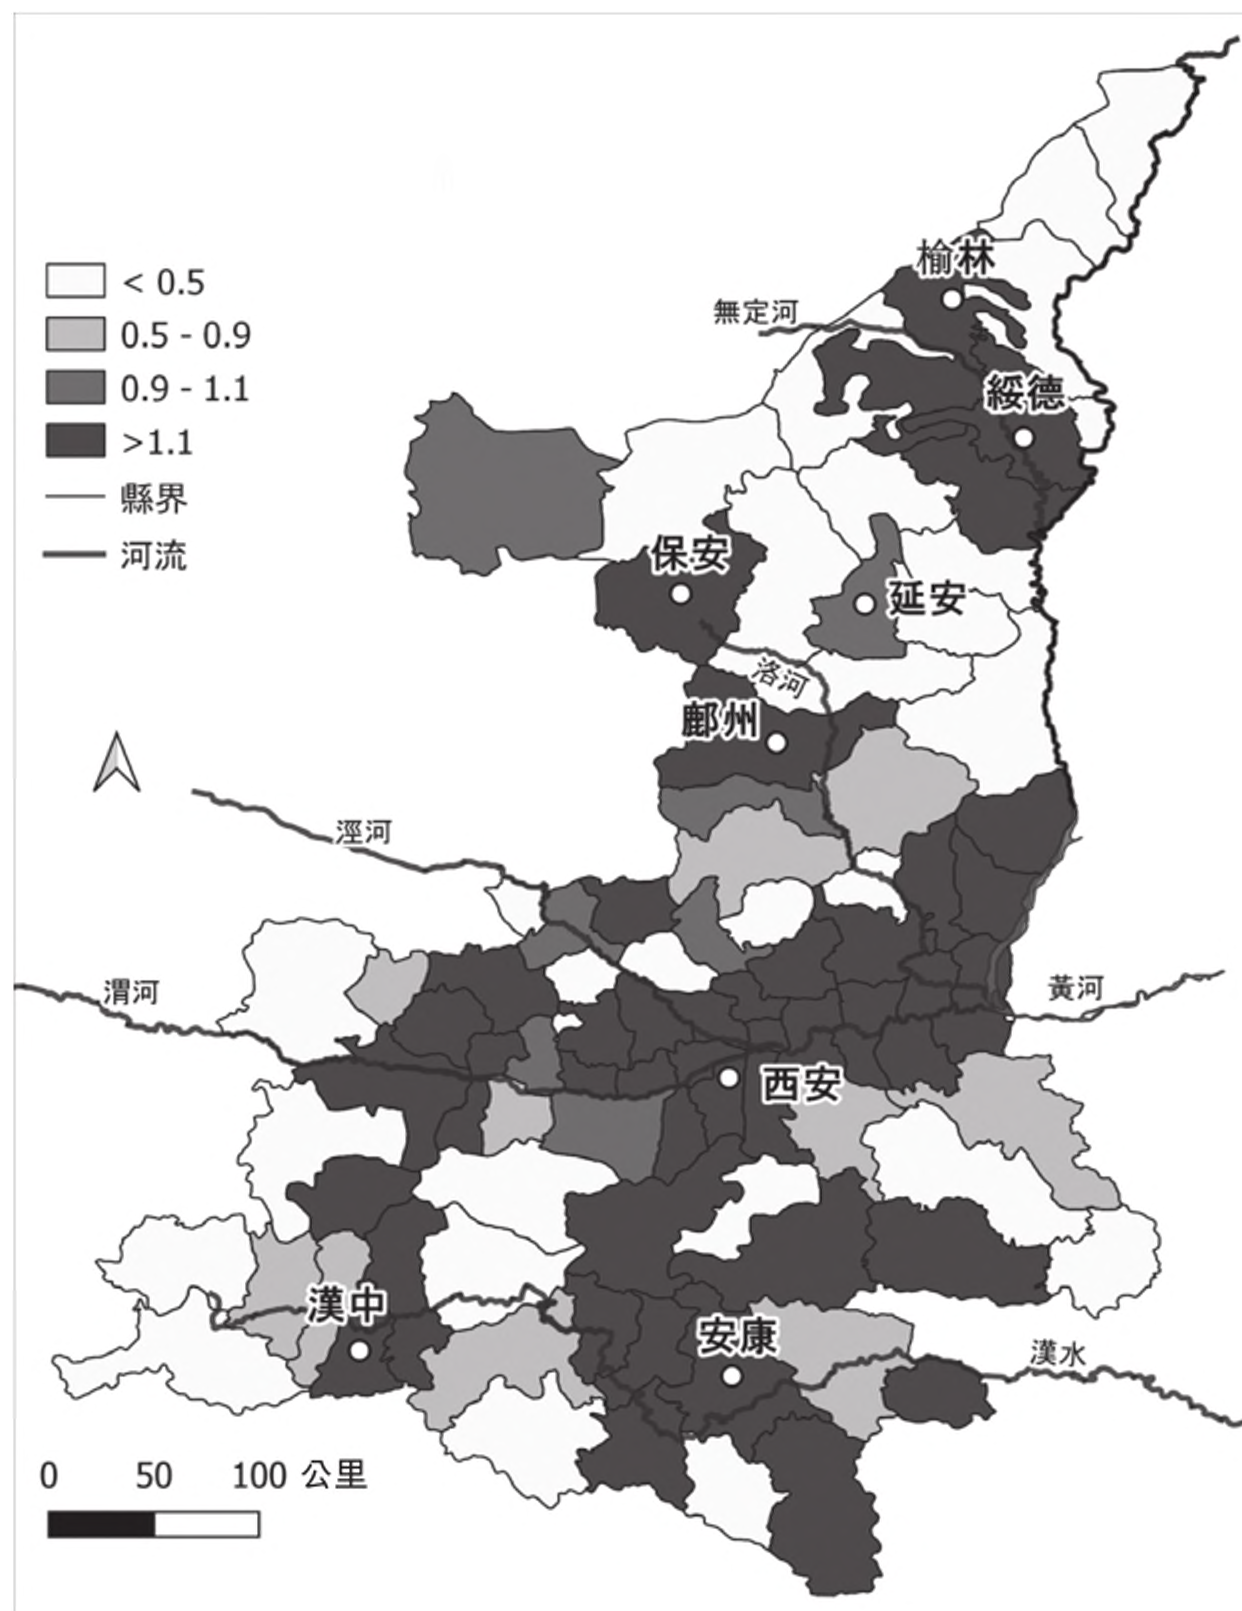 榆林
< 0.5
無定河
0.5 - 0.9
0.9 - 1.1
綏德
>1.1
縣界
河流
保安
延安
洛河
鄜州
涇河
渭河
黃河
西安
漢中
安康
漢水
0 50 100 公里